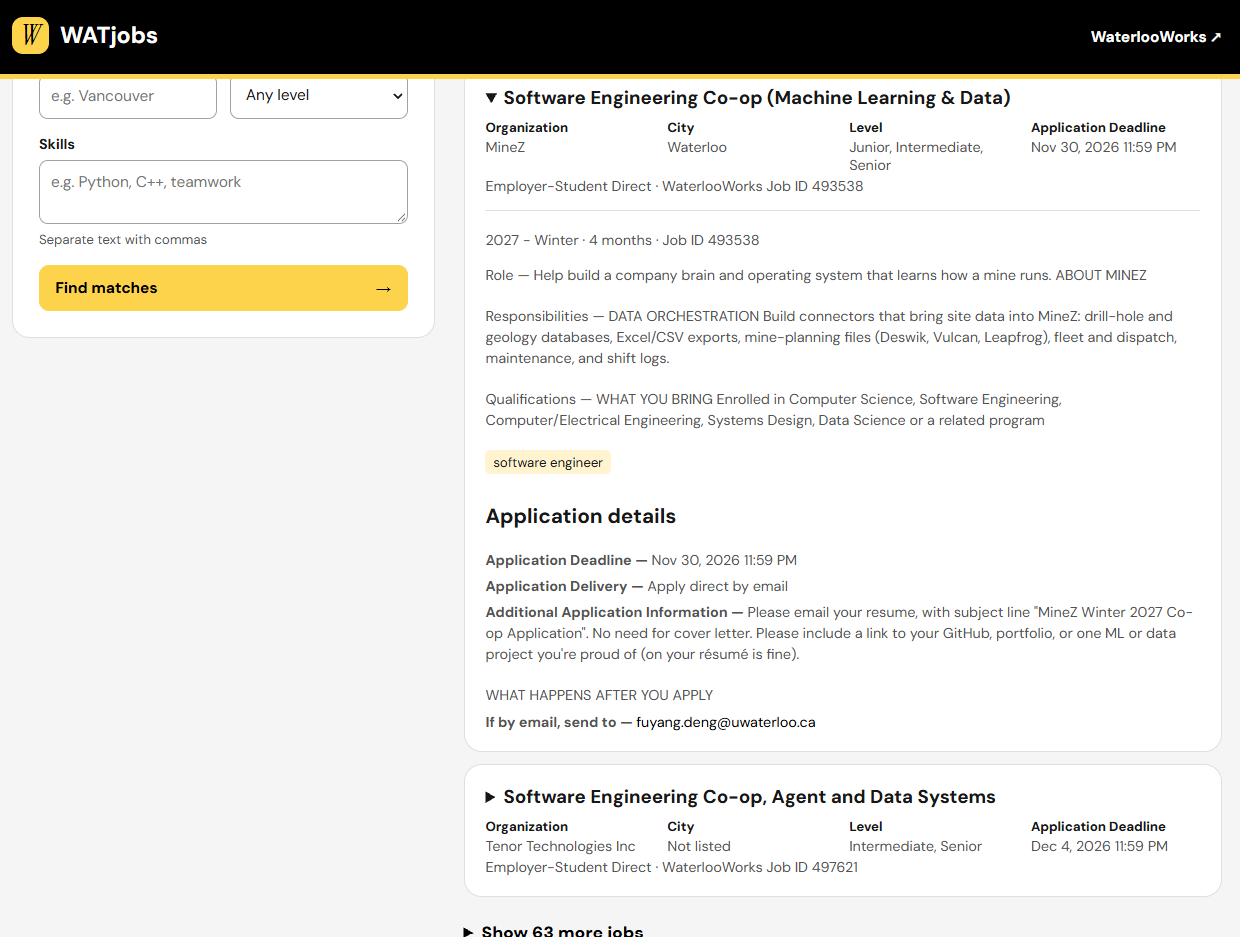 W WATjobs
WaterlooWorks ↗
e.g. Vancouver
Any level
Skills
e.g. Python, C++, teamwork
Separate text with commas
Find matches →
▼ Software Engineering Co-op (Machine Learning & Data)
Organization City Level Application Deadline
MineZ Waterloo Junior, Intermediate, Nov 30, 2026 11:59 PM
Senior
Employer-Student Direct · WaterlooWorks Job ID 493538
2027 - Winter · 4 months · Job ID 493538
Role — Help build a company brain and operating system that learns how a mine runs. ABOUT MINEZ
Responsibilities — DATA ORCHESTRATION Build connectors that bring site data into MineZ: drill-hole and
geology databases, Excel/CSV exports, mine-planning files (Deswik, Vulcan, Leapfrog), fleet and dispatch,
maintenance, and shift logs.
Qualifications — WHAT YOU BRING Enrolled in Computer Science, Software Engineering,
Computer/Electrical Engineering, Systems Design, Data Science or a related program
software engineer
Application details
Application Deadline — Nov 30, 2026 11:59 PM
Application Delivery — Apply direct by email
Additional Application Information — Please email your resume, with subject line "MineZ Winter 2027 Co-
op Application". No need for cover letter. Please include a link to your GitHub, portfolio, or one ML or data
project you're proud of (on your résumé is fine).
WHAT HAPPENS AFTER YOU APPLY
If by email, send to — fuyang.deng@uwaterloo.ca
▶ Software Engineering Co-op, Agent and Data Systems
Organization City Level Application Deadline
Tenor Technologies Inc Not listed Intermediate, Senior Dec 4, 2026 11:59 PM
Employer-Student Direct · WaterlooWorks Job ID 497621
▶ Show 63 more jobs